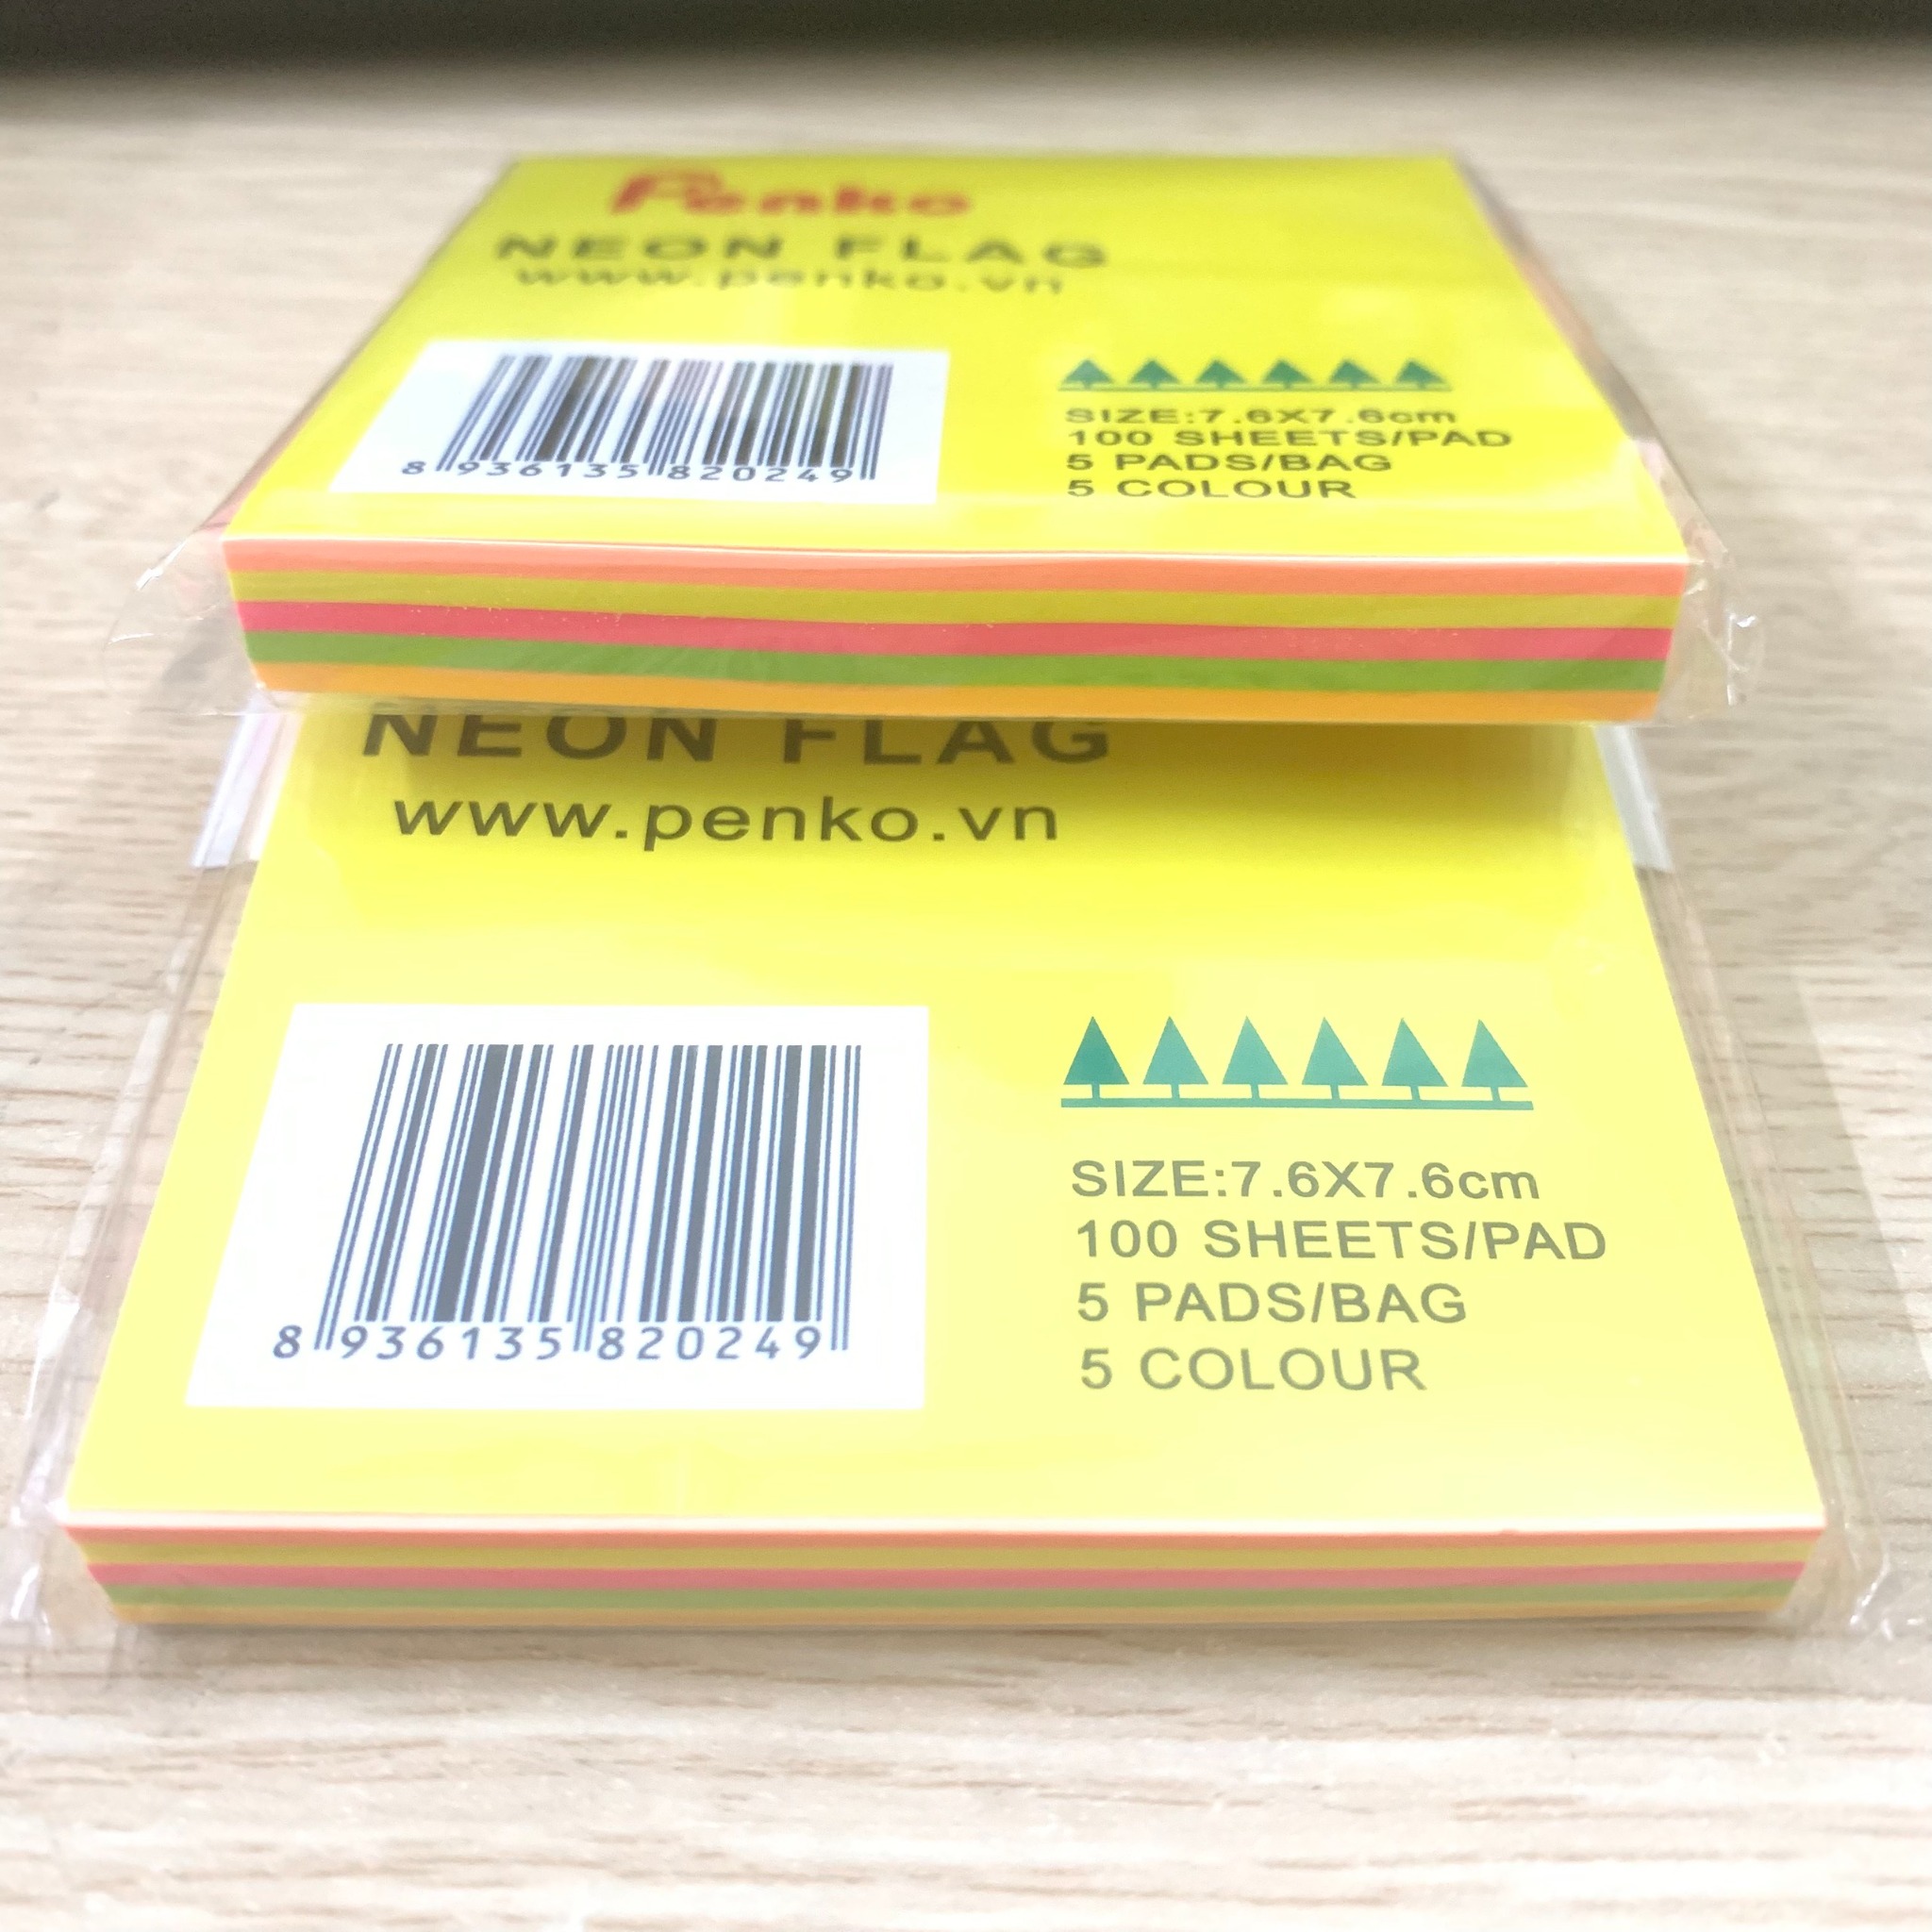 Penko
NEON FLAG
www.penko.vn
8 936135 820249
SIZE:7.6X7.6cm
100 SHEETS/PAD
5 PADS/BAG
5 COLOUR
NEON FLAG
www.penko.vn
8 936135 820249
SIZE:7.6X7.6cm
100 SHEETS/PAD
5 PADS/BAG
5 COLOUR